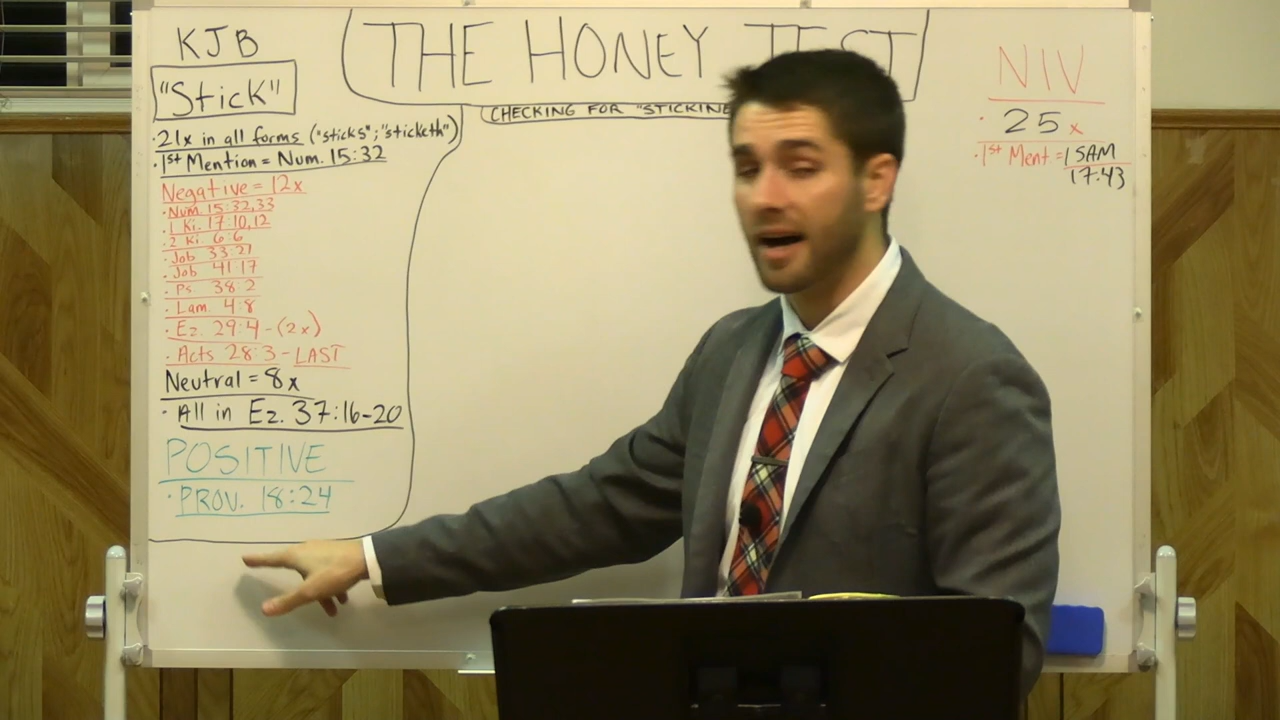 KJB
"Stick"
· 21x in all forms ("sticks"; "sticketh")
· 1st Mention = Num. 15:32
Negative = 12x
· Num. 15:32,33
· 1 Ki. 17:10,12
· 2 Ki. 6:6
· Job 33:21
· Job 41:17
· Ps. 38:2
· Lam. 4:8
· Ez. 29:4 - (2x)
· Acts 28:3 - LAST
Neutral = 8x
· All in Ez. 37:16-20
POSITIVE
· PROV. 18:24
THE HONEY TEST
CHECKING FOR "STICKINE
NIV
· 25x
· 1st Ment. = 1 SAM
17:43